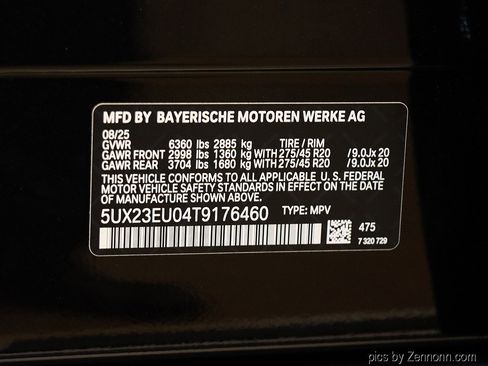 MFD BY BAYERISCHE MOTOREN WERKE AG
08/25
GVWR 6360 lbs 2885 kg TIRE / RIM
GAWR FRONT 2998 lbs 1360 kg WITH 275/45 R20 /9.0Jx 20
GAWR REAR 3704 lbs 1680 kg WITH 275/45 R20 /9.0Jx 20
THIS VEHICLE CONFORMS TO ALL APPLICABLE U. S. FEDERAL
MOTOR VEHICLE SAFETY STANDARDS IN EFFECT ON THE DATE
OF MANUFACTURE SHOWN ABOVE.
5UX23EU04T9176460 TYPE: MPV
475
7 320 729
pics by Zennonn.com